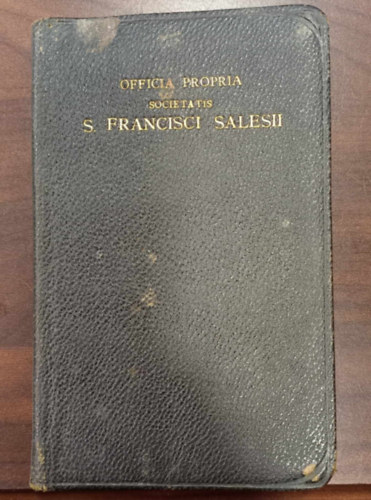 OFFICIA PROPRIA
SOCIETATIS
S. FRANCISCI SALESII